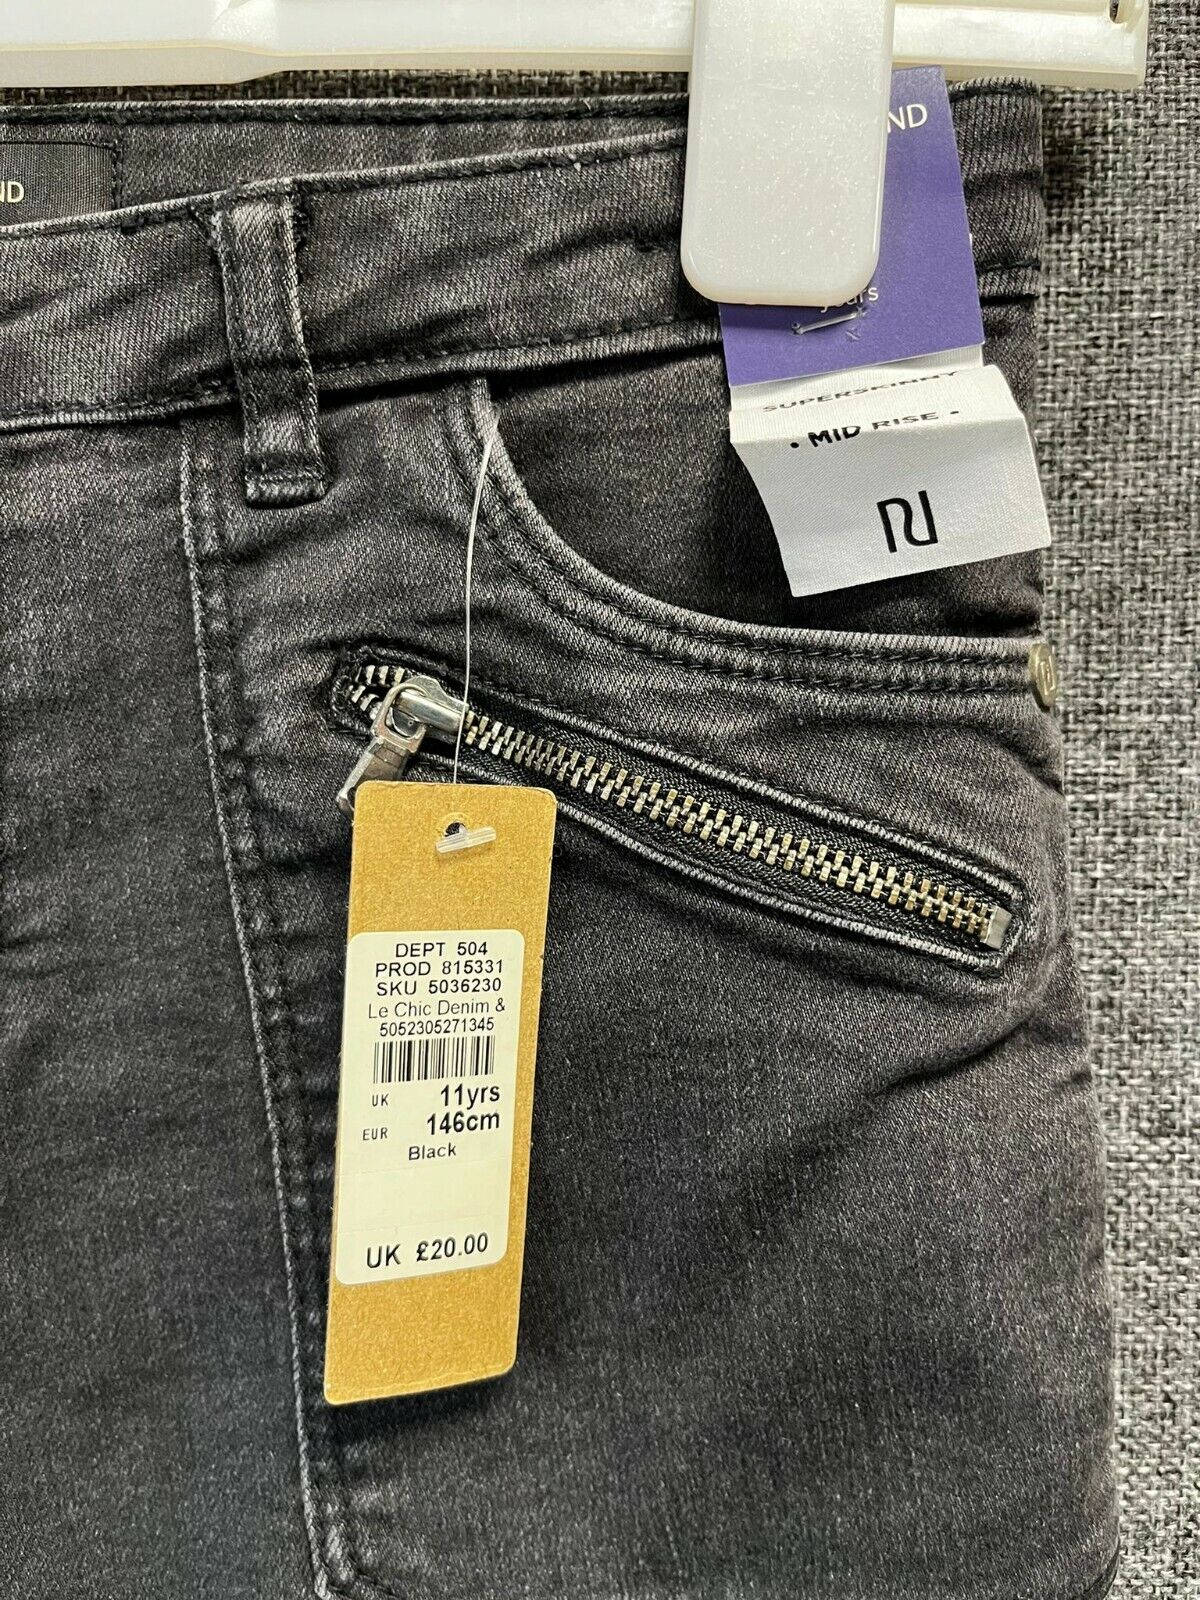 ND
ND
years
SUPERSKINNY
• MID RISE •
RI
DEPT 504
PROD 815331
SKU 5036230
Le Chic Denim &
5052305271345
UK 11yrs
EUR 146cm
Black
UK £20.00